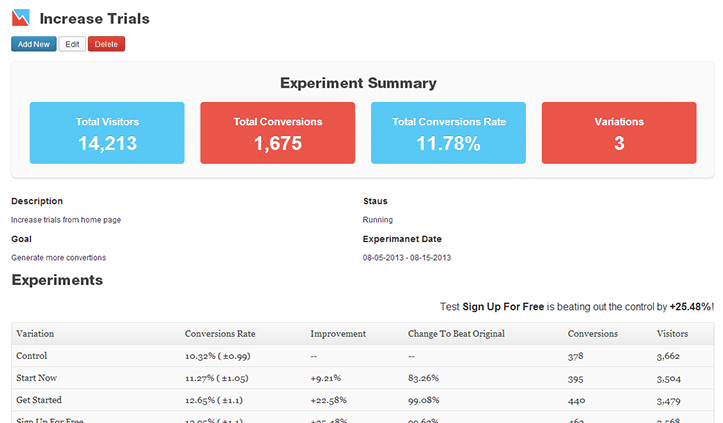 Increase Trials
Add New Edit Delete
Experiment Summary
Total Visitors Total Conversions Total Conversions Rate Variations
14,213 1,675 11.78% 3
Description Staus
Increase trials from home page Running
Goal Experimanet Date
Generate more convertions 08-05-2013 - 08-15-2013
Experiments
Test Sign Up For Free is beating out the control by +25.48%!
Variation Conversions Rate Improvement Change To Beat Original Conversions Visitors
Control 10.32% ( ±0.99) -- -- 378 3,662
Start Now 11.27% ( ±1.05) +9.21% 83.26% 395 3,504
Get Started 12.65% ( ±1.1) +22.58% 99.08% 440 3,479
Sign Up For Free